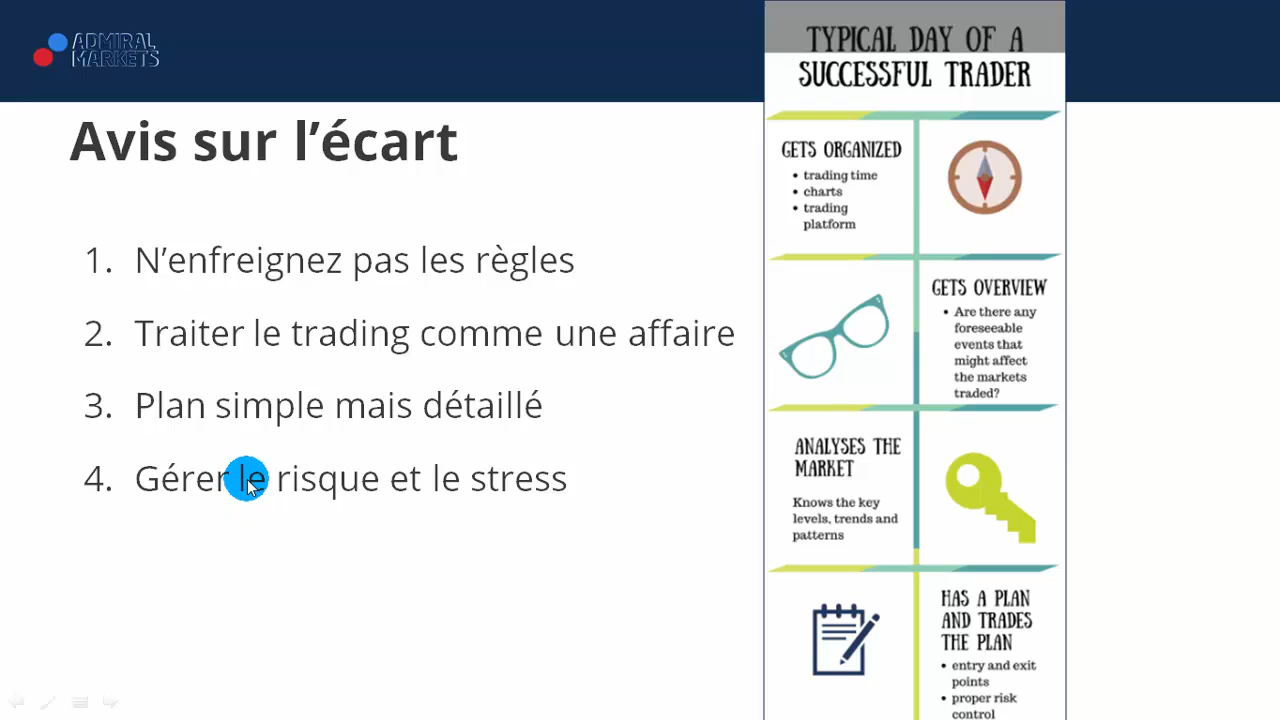 ADMIRAL
MARKETS
Avis sur l’écart
1. N’enfreignez pas les règles
2. Traiter le trading comme une affaire
3. Plan simple mais détaillé
4. Gérer le risque et le stress
TYPICAL DAY OF A
SUCCESSFUL TRADER
GETS ORGANIZED
• trading time
• charts
• trading
platform
GETS OVERVIEW
• Are there any
foreseeable
events that
might affect
the markets
traded?
ANALYSES THE
MARKET
Knows the key
levels, trends and
patterns
HAS A PLAN
AND TRADES
THE PLAN
• entry and exit
points
• proper risk
control